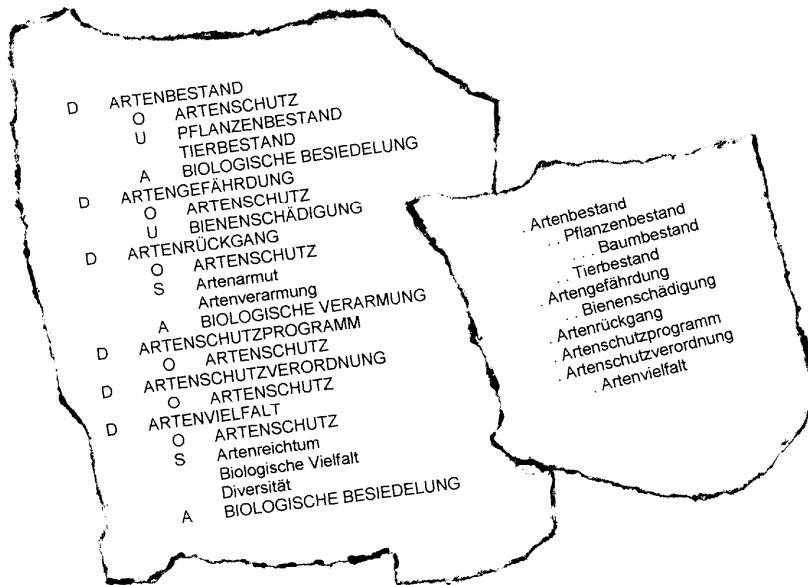 D ARTENBESTAND
O ARTENSCHUTZ
U PFLANZENBESTAND
TIERBESTAND
A BIOLOGISCHE BESIEDELUNG
D ARTENGEFÄHRDUNG
O ARTENSCHUTZ
U BIENENSCHÄDIGUNG
D ARTENRÜCKGANG
O ARTENSCHUTZ
S Artenarmut
Artenverarmung
A BIOLOGISCHE VERARMUNG
D ARTENSCHUTZPROGRAMM
O ARTENSCHUTZ
D ARTENSCHUTZVERORDNUNG
O ARTENSCHUTZ
D ARTENVIELFALT
O ARTENSCHUTZ
S Artenreichtum
Biologische Vielfalt
Diversität
A BIOLOGISCHE BESIEDELUNG
. Artenbestand
. . Pflanzenbestand
. . . Baumbestand
. . Tierbestand
. Artengefährdung
. . Bienenschädigung
. Artenrückgang
. Artenschutzprogramm
. Artenschutzverordnung
. Artenvielfalt